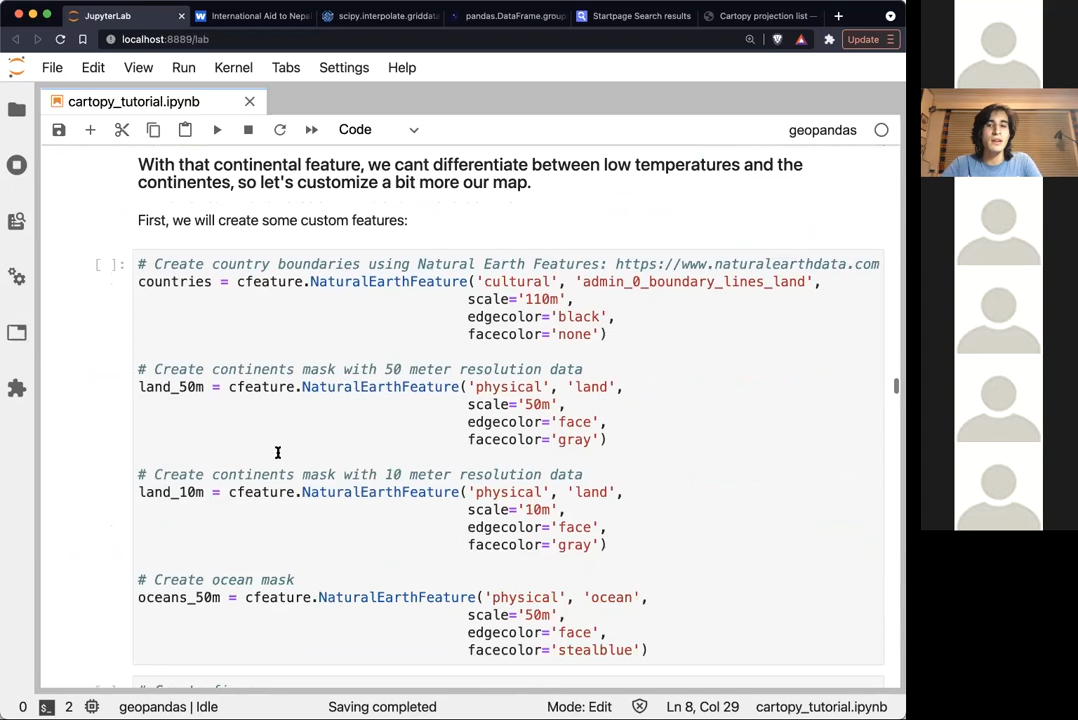 JupyterLab
International Aid to Nepal
scipy.interpolate.griddat
pandas.DataFrame.group
Startpage Search results
Cartopy projection list —
localhost:8889/lab
Update
File Edit View Run Kernel Tabs Settings Help
cartopy_tutorial.ipynb
Code
geopandas
With that continental feature, we cant differentiate between low temperatures and the
continentes, so let's customize a bit more our map.
First, we will create some custom features:
[ ]:
# Create country boundaries using Natural Earth Features: https://www.naturalearthdata.com
countries = cfeature.NaturalEarthFeature('cultural', 'admin_0_boundary_lines_land',
scale='110m',
edgecolor='black',
facecolor='none')
# Create continents mask with 50 meter resolution data
land_50m = cfeature.NaturalEarthFeature('physical', 'land',
scale='50m',
edgecolor='face',
facecolor='gray')
# Create continents mask with 10 meter resolution data
land_10m = cfeature.NaturalEarthFeature('physical', 'land',
scale='10m',
edgecolor='face',
facecolor='gray')
# Create ocean mask
oceans_50m = cfeature.NaturalEarthFeature('physical', 'ocean',
scale='50m',
edgecolor='face',
facecolor='stealblue')
0 2 geopandas | Idle Saving completed Mode: Edit Ln 8, Col 29 cartopy_tutorial.ipynb